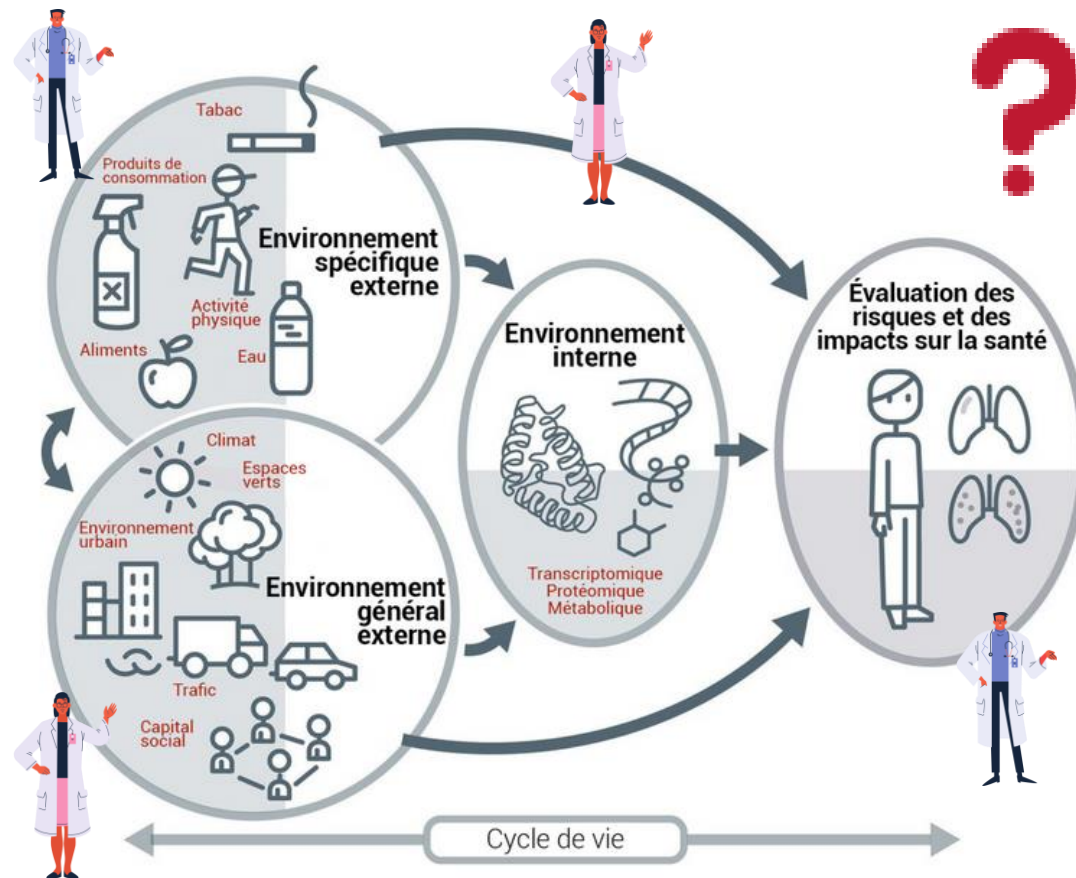 Tabac
Produits de
consommation
Environnement
spécifique
externe
Activité
physique
Aliments
Eau
Climat
Espaces
verts
Environnement
urbain
Environnement
général
externe
Trafic
Capital
social
Environnement
interne
Transcriptomique
Protéomique
Métabolique
?
Évaluation des
risques et des
impacts sur la santé
Cycle de vie